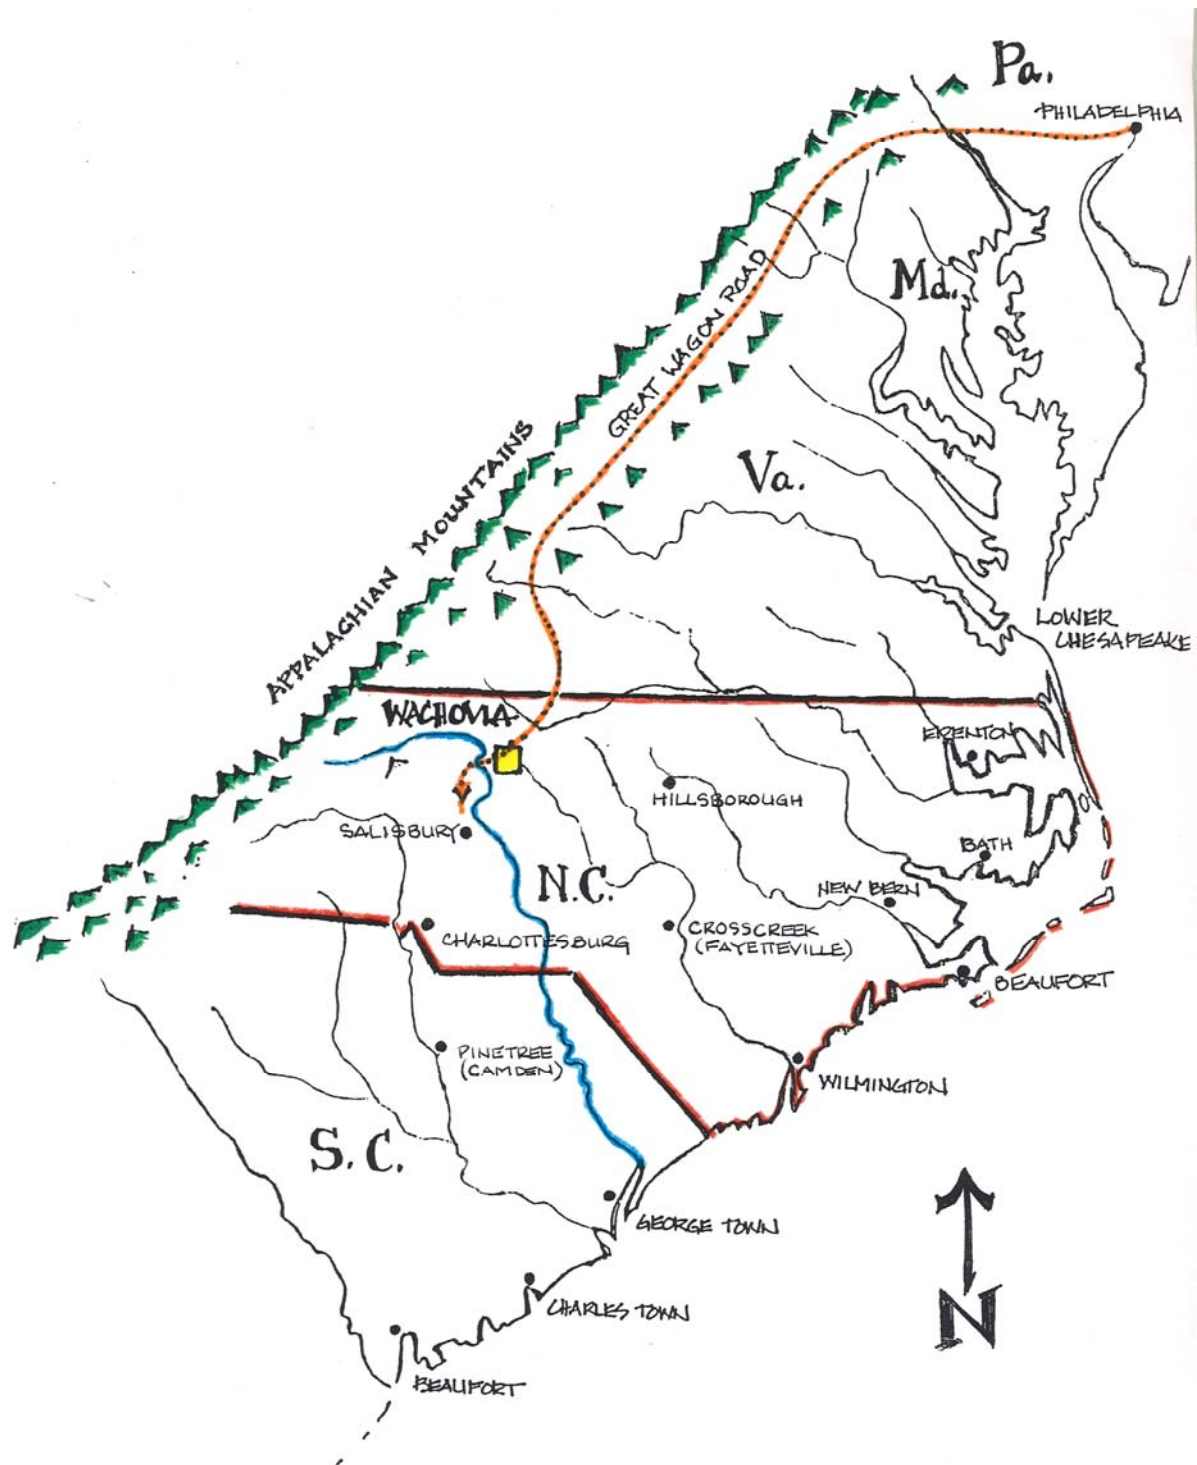 Pa.
PHILADELPHIA
Md.
GREAT WAGON ROAD
APPALACHIAN MOUNTAINS
Va.
LOWER
CHESAPEAKE
WACHOVIA
EDENTON
HILLSBOROUGH
SALISBURY
BATH
N.C.
NEW BERN
CHARLOTTESBURG
CROSSCREEK
(FAYETTEVILLE)
BEAUFORT
PINETREE
(CAMDEN)
WILMINGTON
S.C.
GEORGE TOWN
CHARLES TOWN
N
BEAUFORT